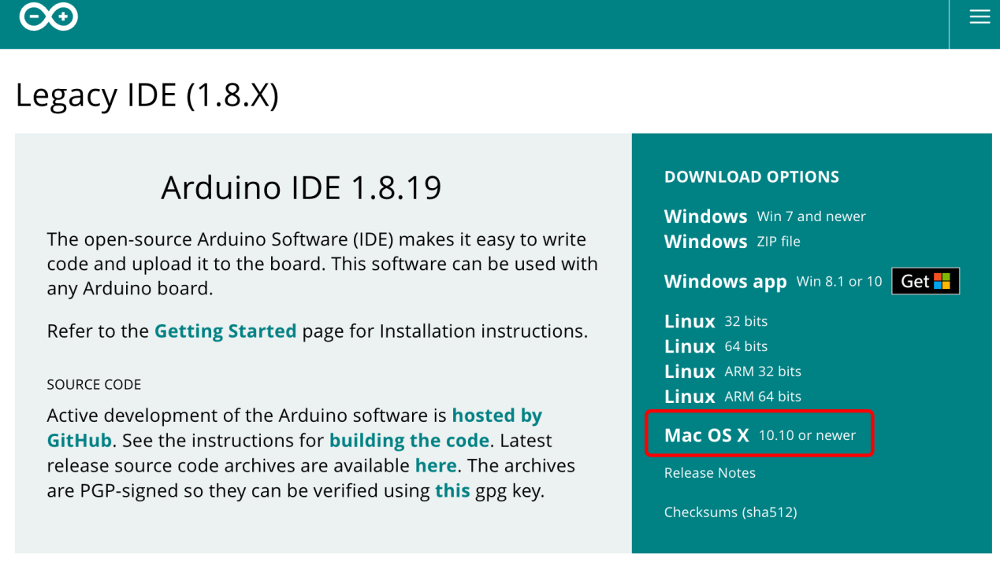 Legacy IDE (1.8.X)
Arduino IDE 1.8.19
The open-source Arduino Software (IDE) makes it easy to write
code and upload it to the board. This software can be used with
any Arduino board.
Refer to the Getting Started page for Installation instructions.
SOURCE CODE
Active development of the Arduino software is hosted by
GitHub. See the instructions for building the code. Latest
release source code archives are available here. The archives
are PGP-signed so they can be verified using this gpg key.
DOWNLOAD OPTIONS
Windows Win 7 and newer
Windows ZIP file
Windows app Win 8.1 or 10 Get
Linux 32 bits
Linux 64 bits
Linux ARM 32 bits
Linux ARM 64 bits
Mac OS X 10.10 or newer
Release Notes
Checksums (sha512)